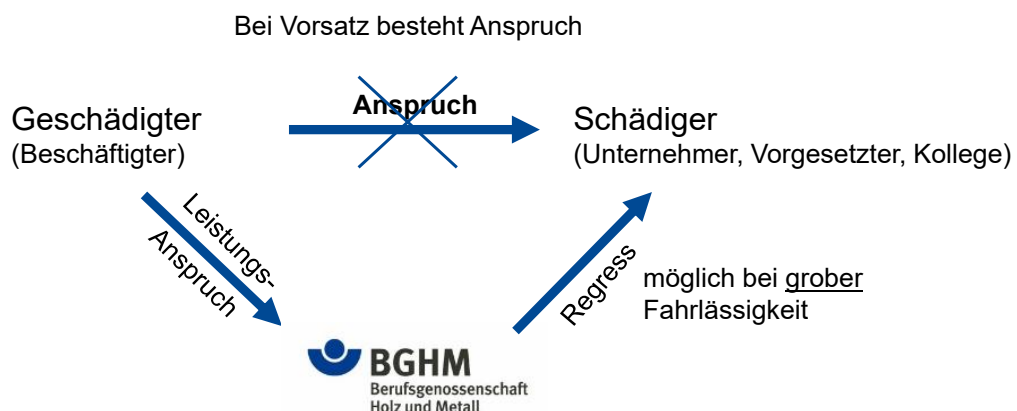 Bei Vorsatz besteht Anspruch
Anspruch
Geschädigter
(Beschäftigter)
Schädiger
(Unternehmer, Vorgesetzter, Kollege)
Leistungs-
Anspruch
Regress
möglich bei grober
Fahrlässigkeit
BGHM
Berufsgenossenschaft
Holz und Metall